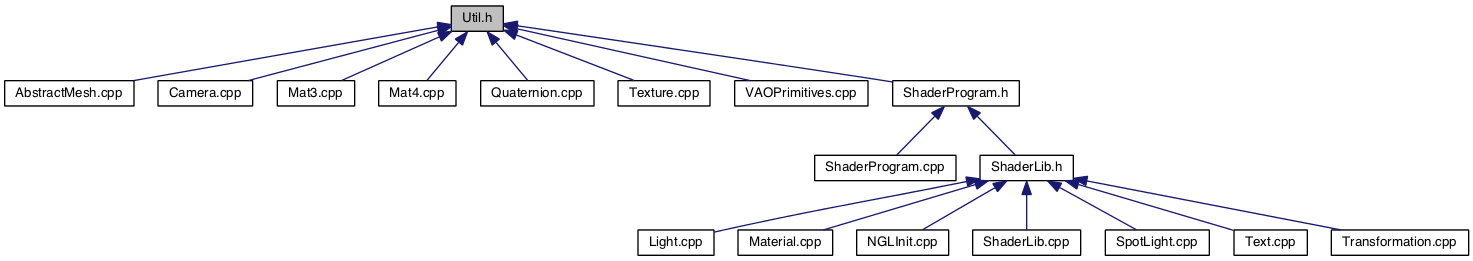 Util.h
AbstractMesh.cpp
Camera.cpp
Mat3.cpp
Mat4.cpp
Quaternion.cpp
Texture.cpp
VAOPrimitives.cpp
ShaderProgram.h
ShaderProgram.cpp
ShaderLib.h
Light.cpp
Material.cpp
NGLInit.cpp
ShaderLib.cpp
SpotLight.cpp
Text.cpp
Transformation.cpp